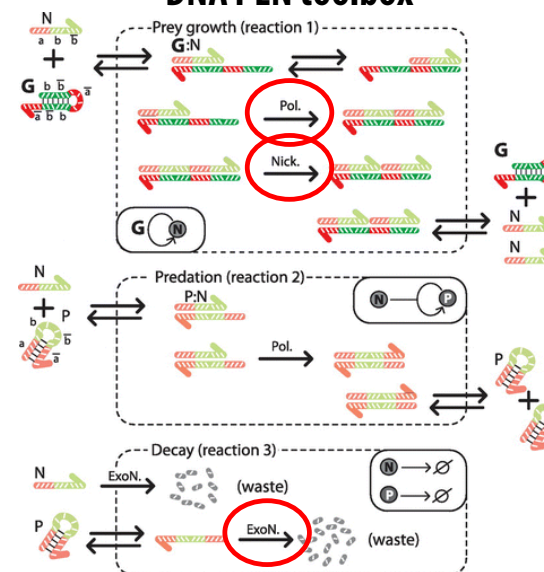 DNA PEN toolbox
Prey growth (reaction 1)
N
a b b̅
G:N
G
b b̅
a̅
a̅ b̅ b
Pol.
Nick.
G
N
G
N
N
Predation (reaction 2)
N
P:N
N P
P
b
b̅
a
a̅
Pol.
P
Decay (reaction 3)
N
ExoN.
(waste)
N → ∅
P → ∅
P
ExoN.
(waste)